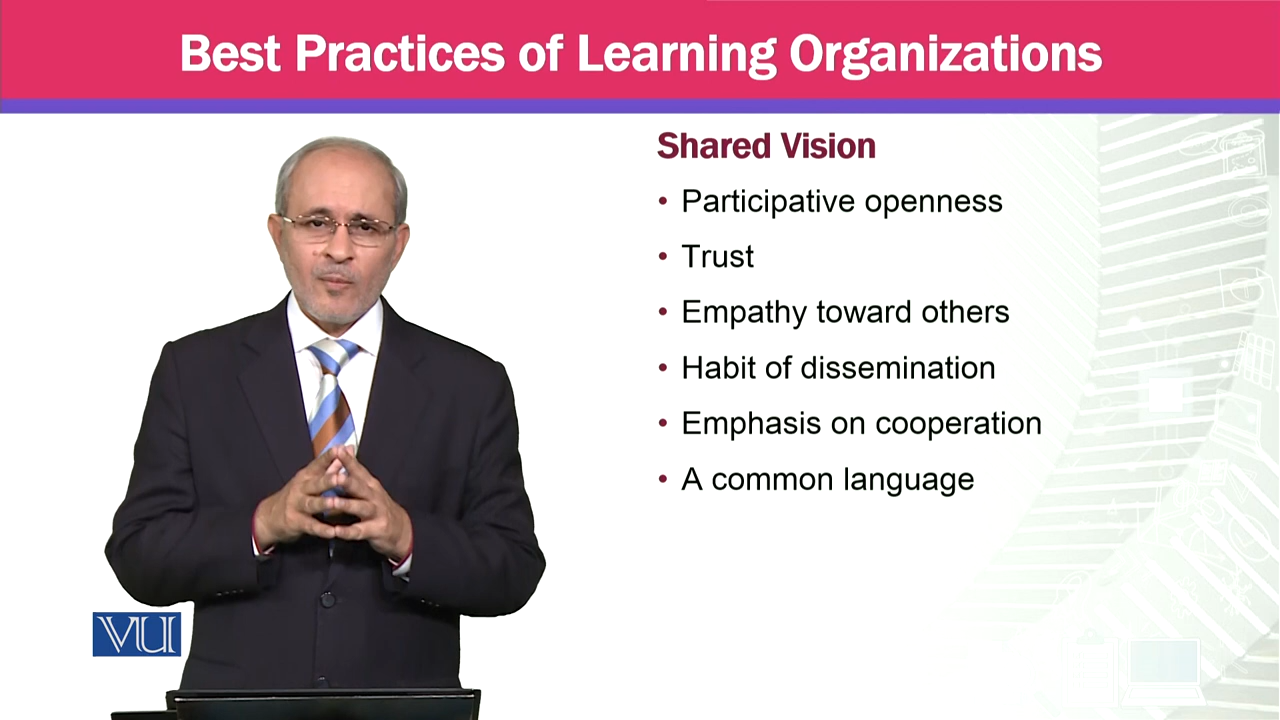 Best Practices of Learning Organizations
Shared Vision
• Participative openness
• Trust
• Empathy toward others
• Habit of dissemination
• Emphasis on cooperation
• A common language
VU